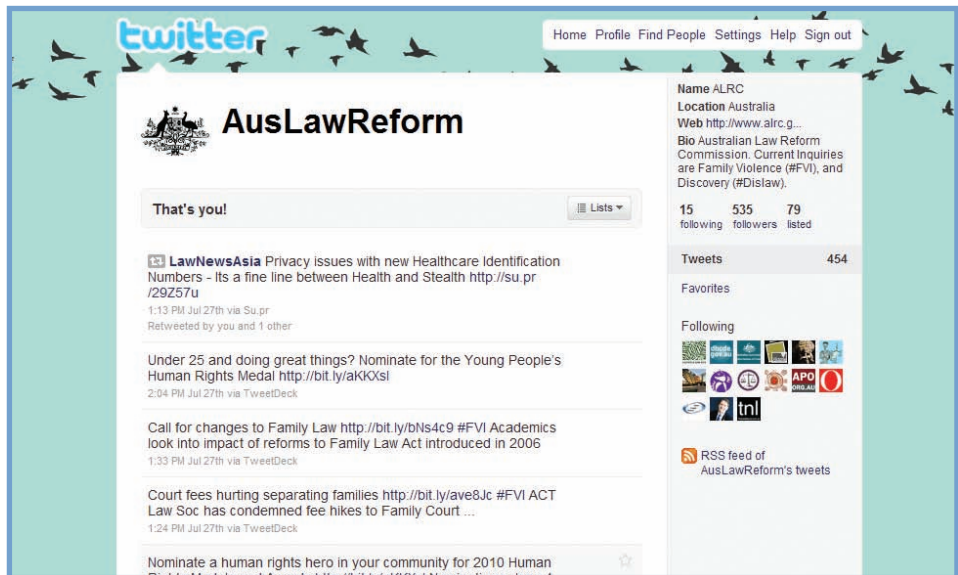 twitter
Home Profile Find People Settings Help Sign out
AusLawReform
That's you!
Lists
LawNewsAsia Privacy issues with new Healthcare Identification
Numbers - Its a fine line between Health and Stealth http://su.pr
/29Z57u
1:13 PM Jul 27th via Su.pr
Retweeted by you and 1 other
Under 25 and doing great things? Nominate for the Young People's
Human Rights Medal http://bit.ly/aKKXsl
2:04 PM Jul 27th via TweetDeck
Call for changes to Family Law http://bit.ly/bNs4c9 #FVI Academics
look into impact of reforms to Family Law Act introduced in 2006
1:33 PM Jul 27th via TweetDeck
Court fees hurting separating families http://bit.ly/ave8Jc #FVI ACT
Law Soc has condemned fee hikes to Family Court ...
1:24 PM Jul 27th via TweetDeck
Nominate a human rights hero in your community for 2010 Human
Name ALRC
Location Australia
Web http://www.alrc.g...
Bio Australian Law Reform
Commission. Current Inquiries
are Family Violence (#FVI), and
Discovery (#Dislaw).
15 535 79
following followers listed
Tweets 454
Favorites
Following
APO
ORG.AU
tnl
RSS feed of
AusLawReform's tweets